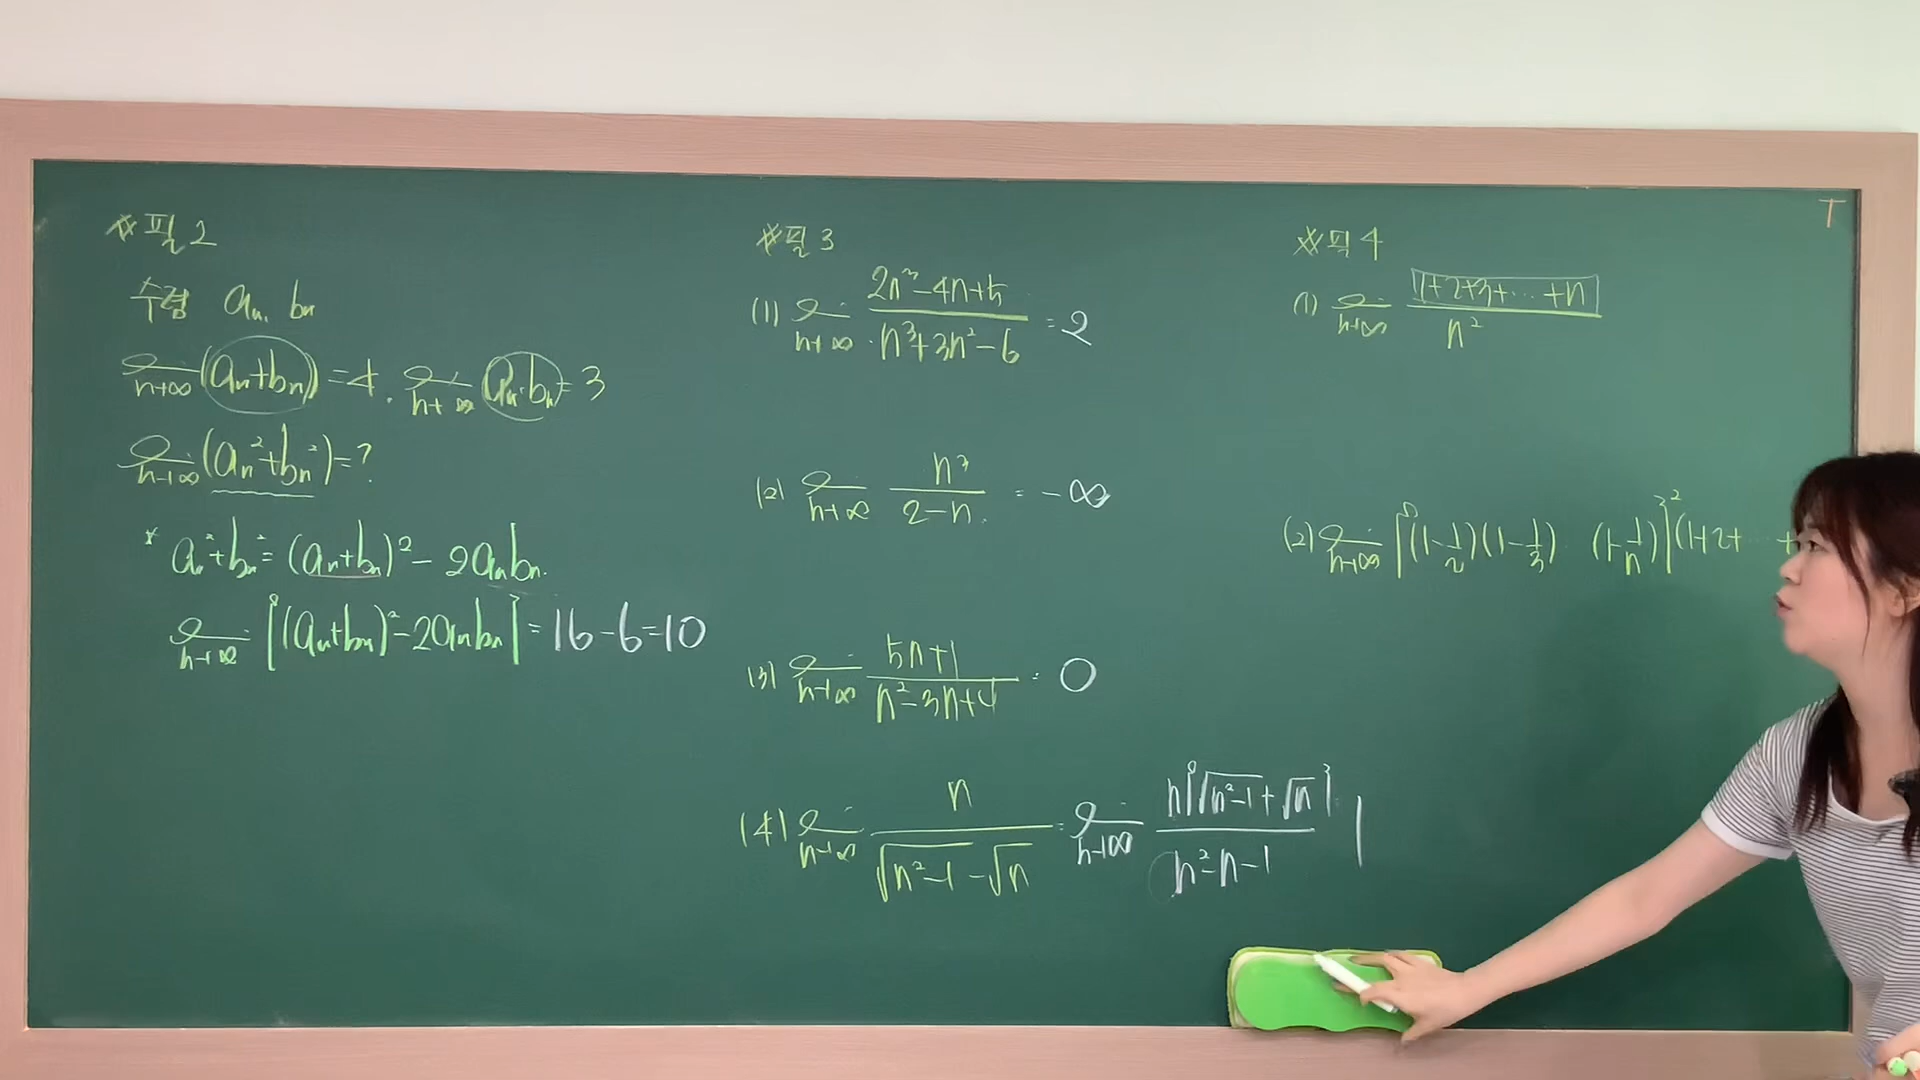 #필 2
수렴 aₙ, bₙ
lim n→∞ (aₙ+bₙ) = 4, lim n→∞ aₙ·bₙ = 3
lim n→∞ (aₙ²+bₙ²) = ?
* aₙ²+bₙ² = (aₙ+bₙ)² - 2aₙbₙ.
lim n→∞ [(aₙ+bₙ)² - 2aₙbₙ] = 16 - 6 = 10
#필 3
(1) lim n→∞ (2n³-4n+5)/(n³+3n²-6) = 2
(2) lim n→∞ n²/(2-n) = -∞
(3) lim n→∞ (5n+1)/(n²-3n+4) = 0
(4) lim n→∞ n/(√(n²-1) - √n) = lim n→∞ n[√(n²-1) + √n]/(n²-n-1) 1
#필 4
(1) lim n→∞ (1+2+3+⋯+n)/n²
(2) lim n→∞ [(1-1/2)(1-1/3) (1-1/n)]² (1+2+ ⋯ +
T